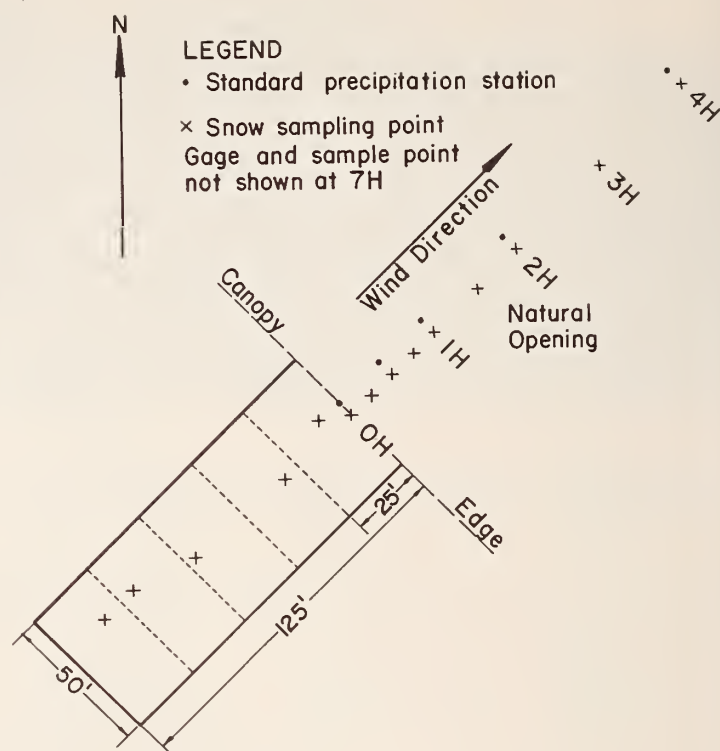 N
LEGEND
• Standard precipitation station
× Snow sampling point
Gage and sample point
not shown at 7H
4H
3H
Wind Direction
2H
Canopy
Natural
Opening
1H
0H
25'
Edge
125'
50'